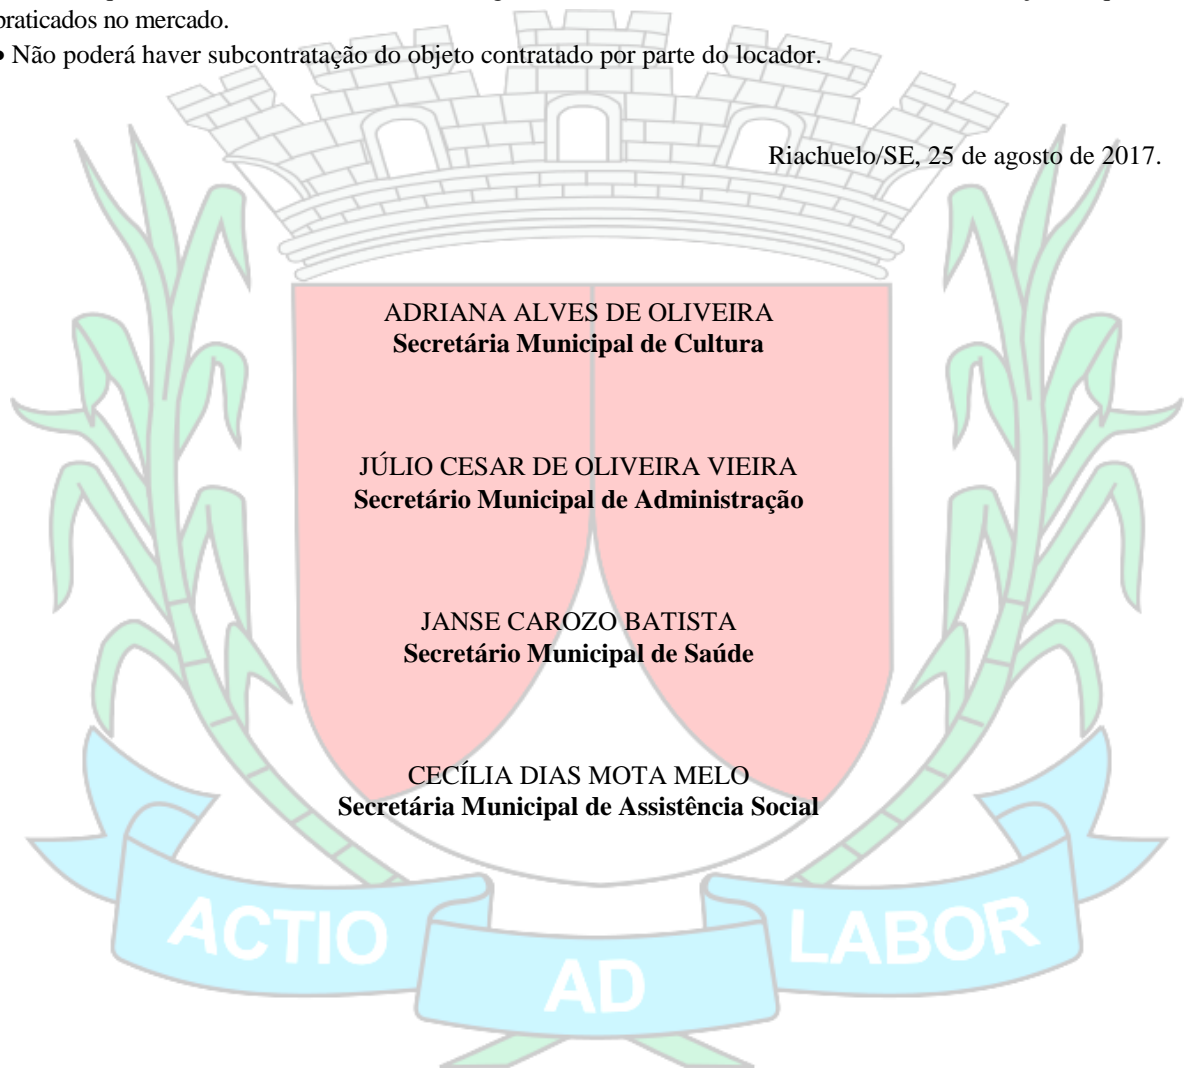 praticados no mercado.
• Não poderá haver subcontratação do objeto contratado por parte do locador.
Riachuelo/SE, 25 de agosto de 2017.
ADRIANA ALVES DE OLIVEIRA
Secretária Municipal de Cultura
JÚLIO CESAR DE OLIVEIRA VIEIRA
Secretário Municipal de Administração
JANSE CAROZO BATISTA
Secretário Municipal de Saúde
CECÍLIA DIAS MOTA MELO
Secretária Municipal de Assistência Social
ACTIO AD LABOR